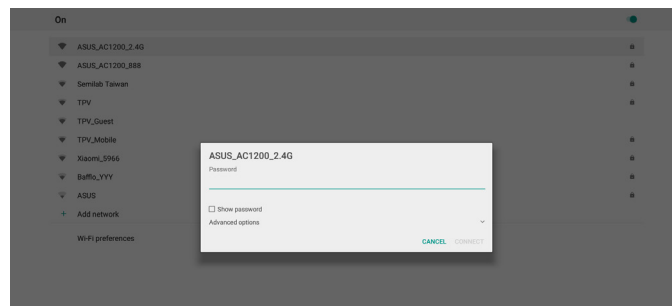 On
ASUS_AC1200_2.4G
ASUS_AC1200_888
Semilab Taiwan
TPV
TPV_Guest
TPV_Mobile
Xiaomi_5966
Baffio_YYY
ASUS
+ Add network
Wi-Fi preferences
ASUS_AC1200_2.4G
Password
Show password
Advanced options
CANCEL CONNECT